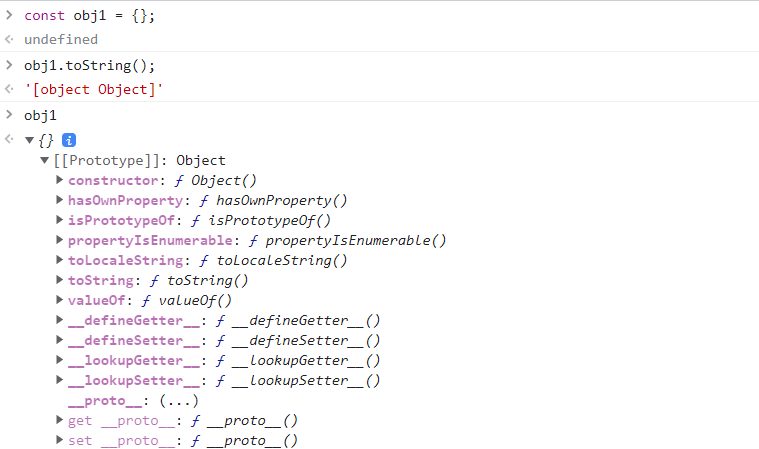 const obj1 = {};
undefined
obj1.toString();
'[object Object]'
obj1
{} i
[[Prototype]]: Object
constructor: ƒ Object()
hasOwnProperty: ƒ hasOwnProperty()
isPrototypeOf: ƒ isPrototypeOf()
propertyIsEnumerable: ƒ propertyIsEnumerable()
toLocaleString: ƒ toLocaleString()
toString: ƒ toString()
valueOf: ƒ valueOf()
__defineGetter__: ƒ __defineGetter__()
__defineSetter__: ƒ __defineSetter__()
__lookupGetter__: ƒ __lookupGetter__()
__lookupSetter__: ƒ __lookupSetter__()
__proto__: (...)
get __proto__: ƒ __proto__()
set __proto__: ƒ __proto__()